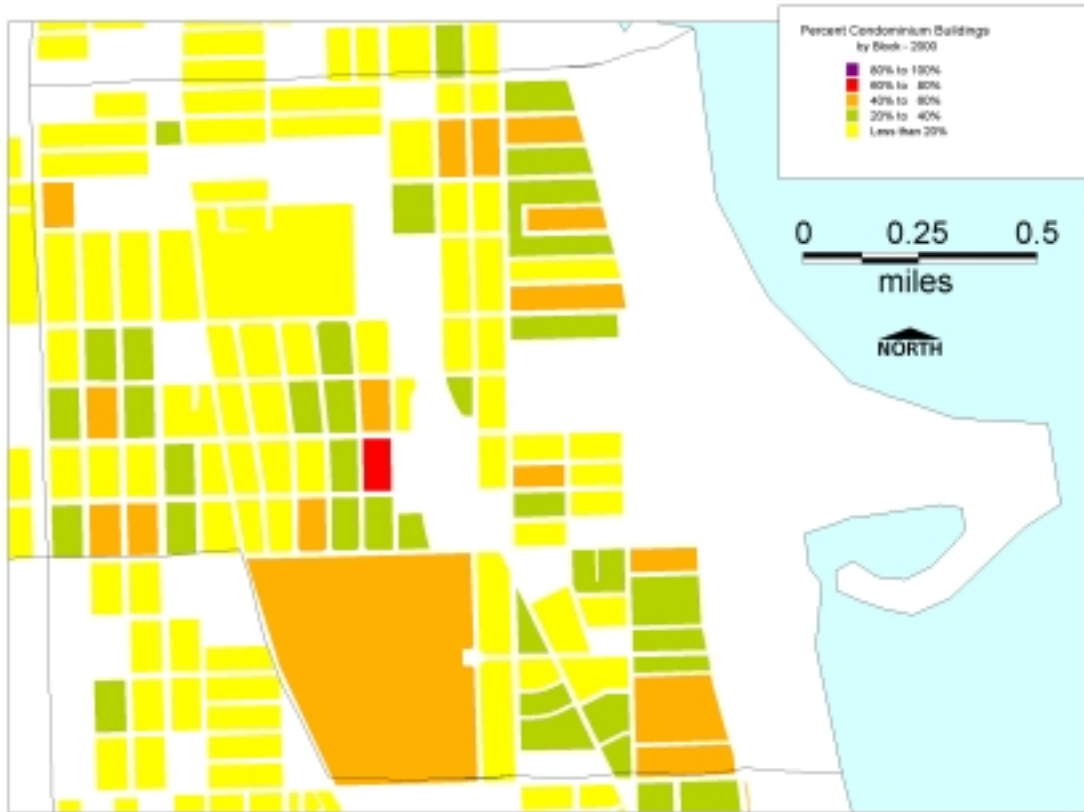 Percent Condominium Buildings
by Block - 2000
80% to 100%
60% to 80%
40% to 60%
20% to 40%
Less than 20%
0 0.25 0.5
miles
NORTH